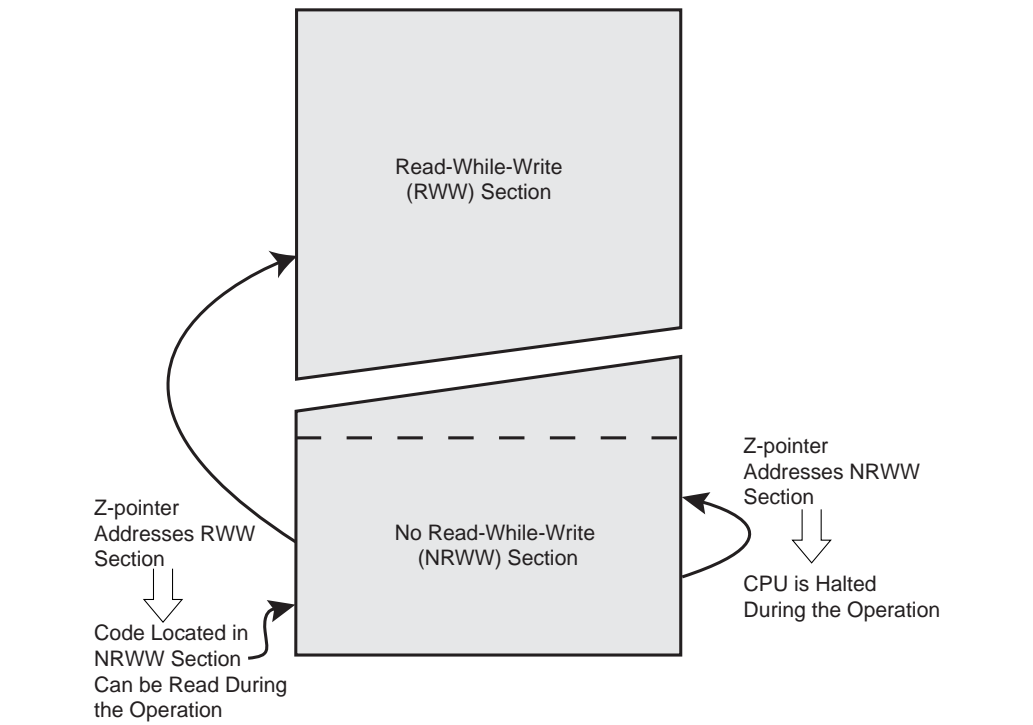 Read-While-Write
(RWW) Section
Z-pointer
Addresses NRWW
Section
Z-pointer
Addresses RWW
Section
No Read-While-Write
(NRWW) Section
CPU is Halted
During the Operation
Code Located in
NRWW Section
Can be Read During
the Operation